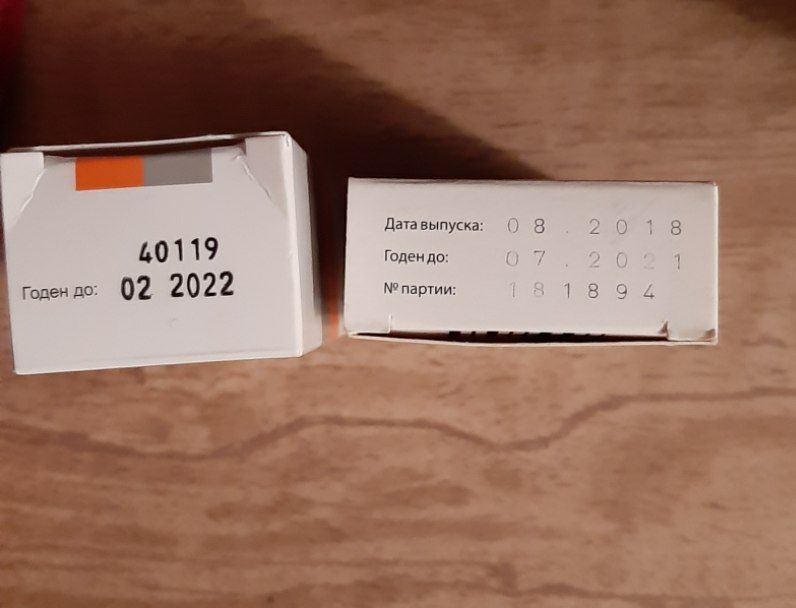 40119
Годен до: 02 2022
Дата выпуска: 08.2018
Годен до: 07.2021
№ партии: 181894